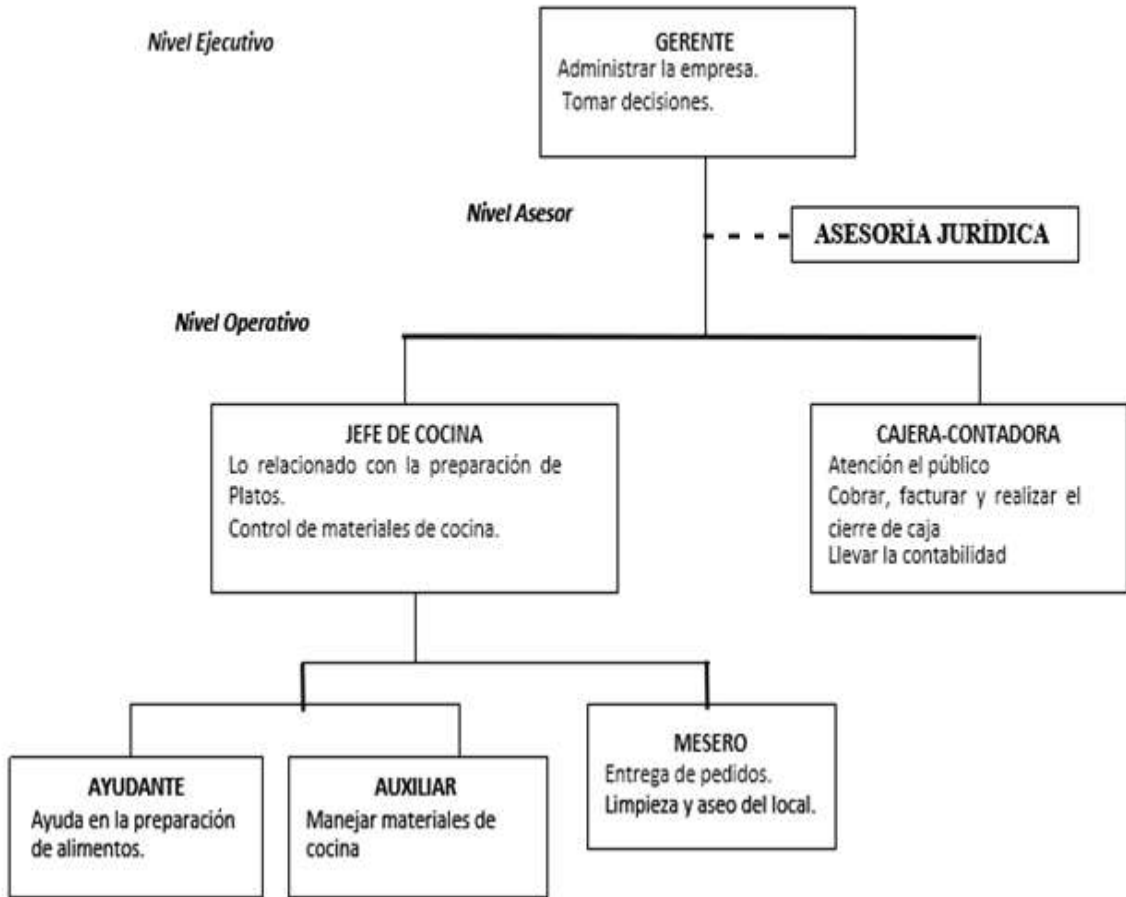 Nivel Ejecutivo
GERENTE
Administrar la empresa.
Tomar decisiones.
Nivel Asesor
ASESORÍA JURÍDICA
Nivel Operativo
JEFE DE COCINA
Lo relacionado con la preparación de
Platos.
Control de materiales de cocina.
CAJERA-CONTADORA
Atención el público
Cobrar, facturar y realizar el
cierre de caja
Llevar la contabilidad
AYUDANTE
Ayuda en la preparación
de alimentos.
AUXILIAR
Manejar materiales de
cocina
MESERO
Entrega de pedidos.
Limpieza y aseo del local.